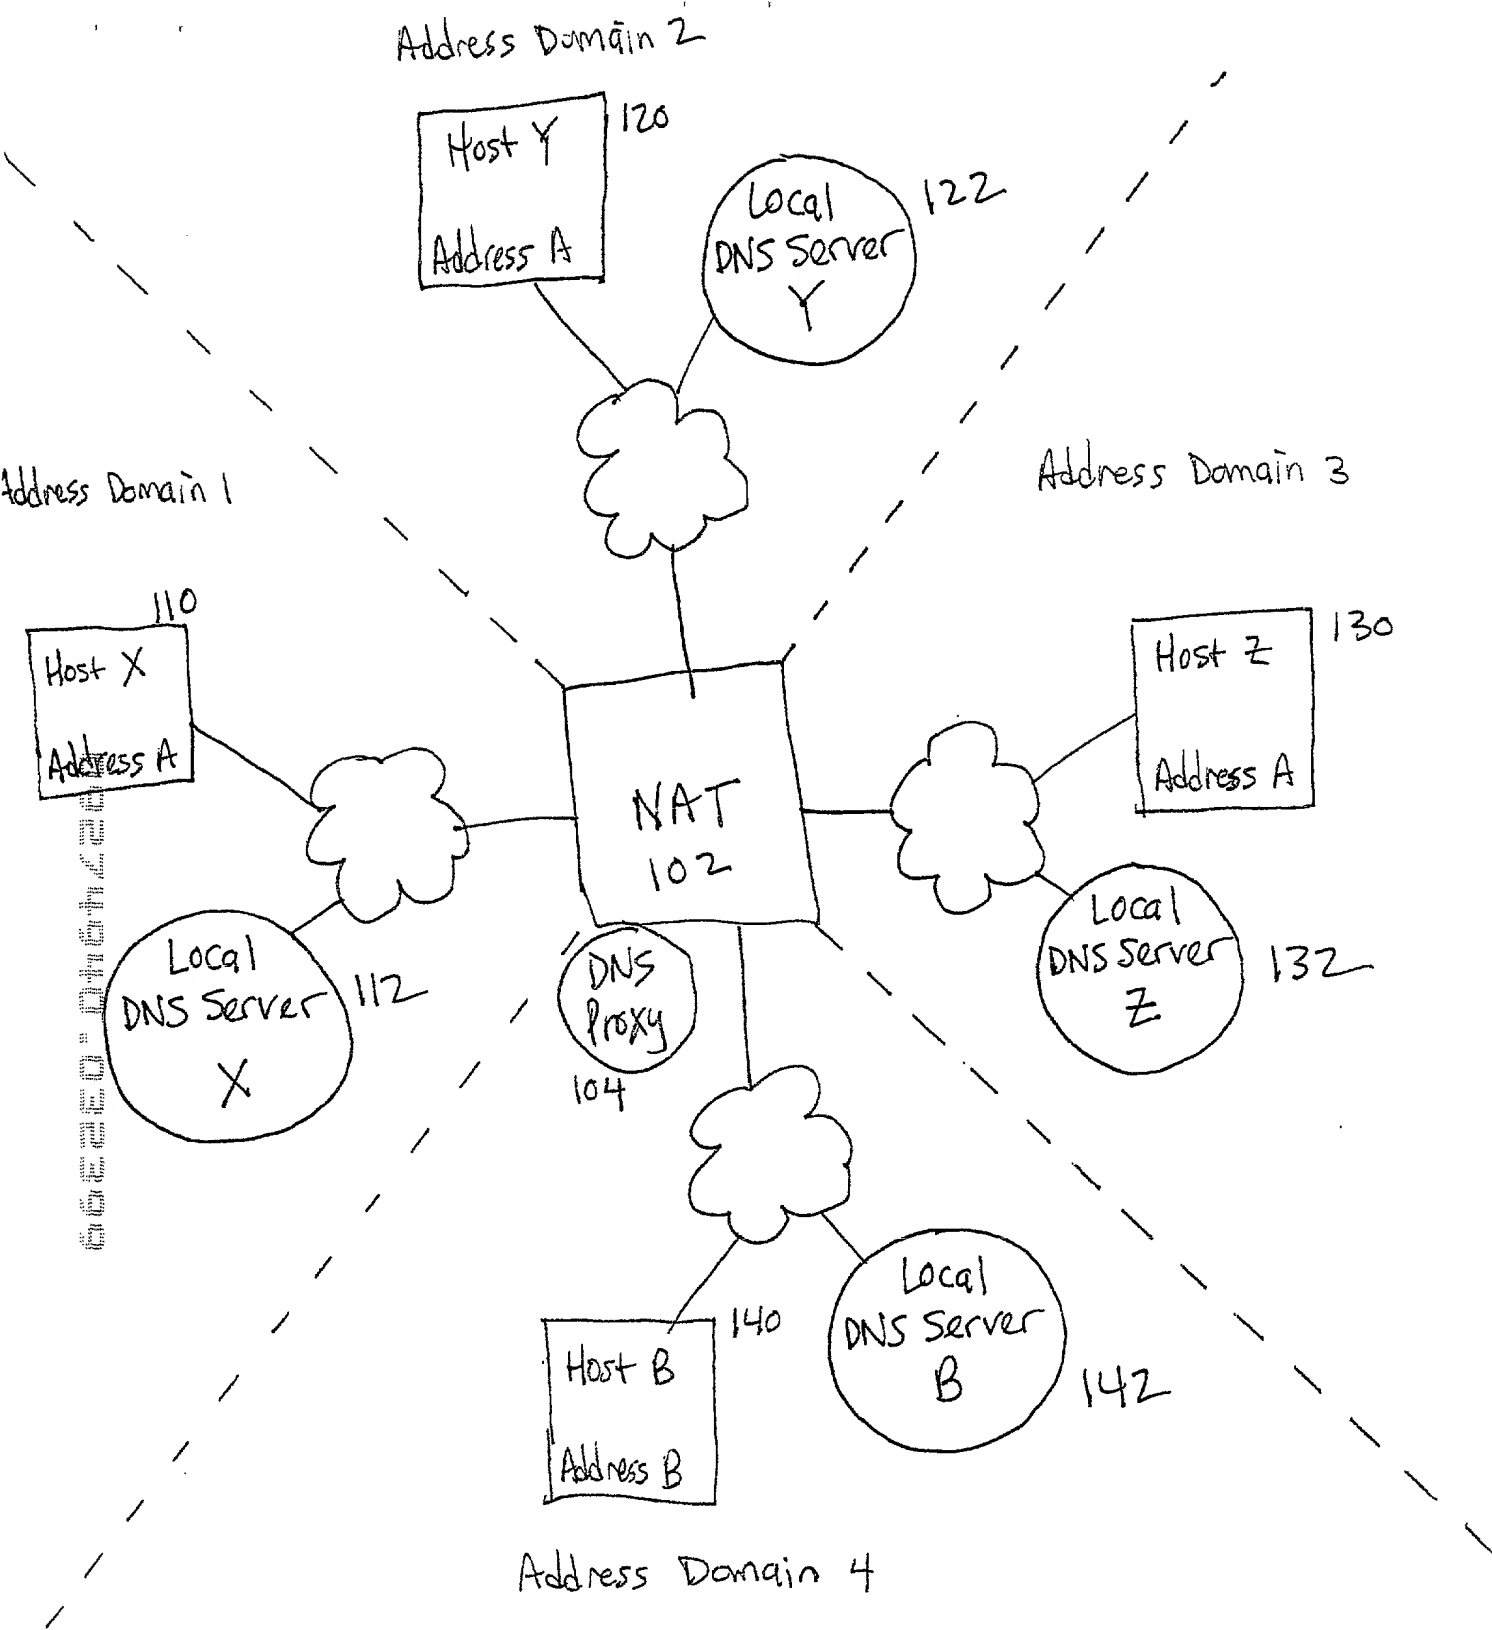 Address Domain 2
Host Y
Address A
120
Local
DNS Server
Y
122
Address Domain 1
Address Domain 3
110
Host X
Address A
Local
DNS Server
X
112
NAT
102
DNS
Proxy
104
Host Z
Address A
130
Local
DNS Server
Z
132
Host B
Address B
140
Local
DNS Server
B
142
Address Domain 4